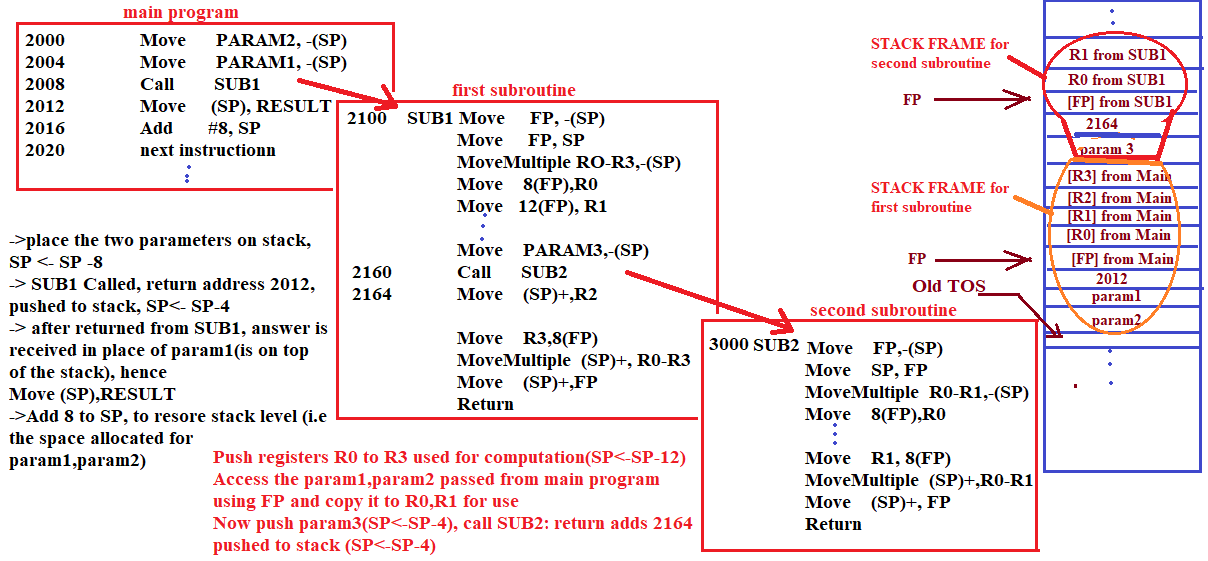 main program
2000 Move PARAM2, -(SP)
2004 Move PARAM1, -(SP)
2008 Call SUB1
2012 Move (SP), RESULT
2016 Add #8, SP
2020 next instructionn
first subroutine
2100 SUB1 Move FP, -(SP)
Move FP, SP
MoveMultiple RO-R3,-(SP)
Move 8(FP),R0
Move 12(FP), R1
Move PARAM3,-(SP)
2160 Call SUB2
2164 Move (SP)+,R2
Move R3,8(FP)
MoveMultiple (SP)+, R0-R3
Move (SP)+,FP
Return
second subroutine
3000 SUB2 Move FP,-(SP)
Move SP, FP
MoveMultiple R0-R1,-(SP)
Move 8(FP),R0
Move R1, 8(FP)
MoveMultiple (SP)+,R0-R1
Move (SP)+, FP
Return
->place the two parameters on stack,
SP <- SP -8
-> SUB1 Called, return address 2012,
pushed to stack, SP<- SP-4
-> after returned from SUB1, answer is
received in place of param1(is on top
of the stack), hence
Move (SP),RESULT
->Add 8 to SP, to resore stack level (i.e
the space allocated for
param1,param2)
Push registers R0 to R3 used for computation(SP<-SP-12)
Access the param1,param2 passed from main program
using FP and copy it to R0,R1 for use
Now push param3(SP<-SP-4), call SUB2: return adds 2164
pushed to stack (SP<-SP-4)
STACK FRAME for
second subroutine
FP
STACK FRAME for
first subroutine
FP
Old TOS
R1 from SUB1
R0 from SUB1
[FP] from SUB1
2164
param 3
[R3] from Main
[R2] from Main
[R1] from Main
[R0] from Main
[FP] from Main
2012
param1
param2